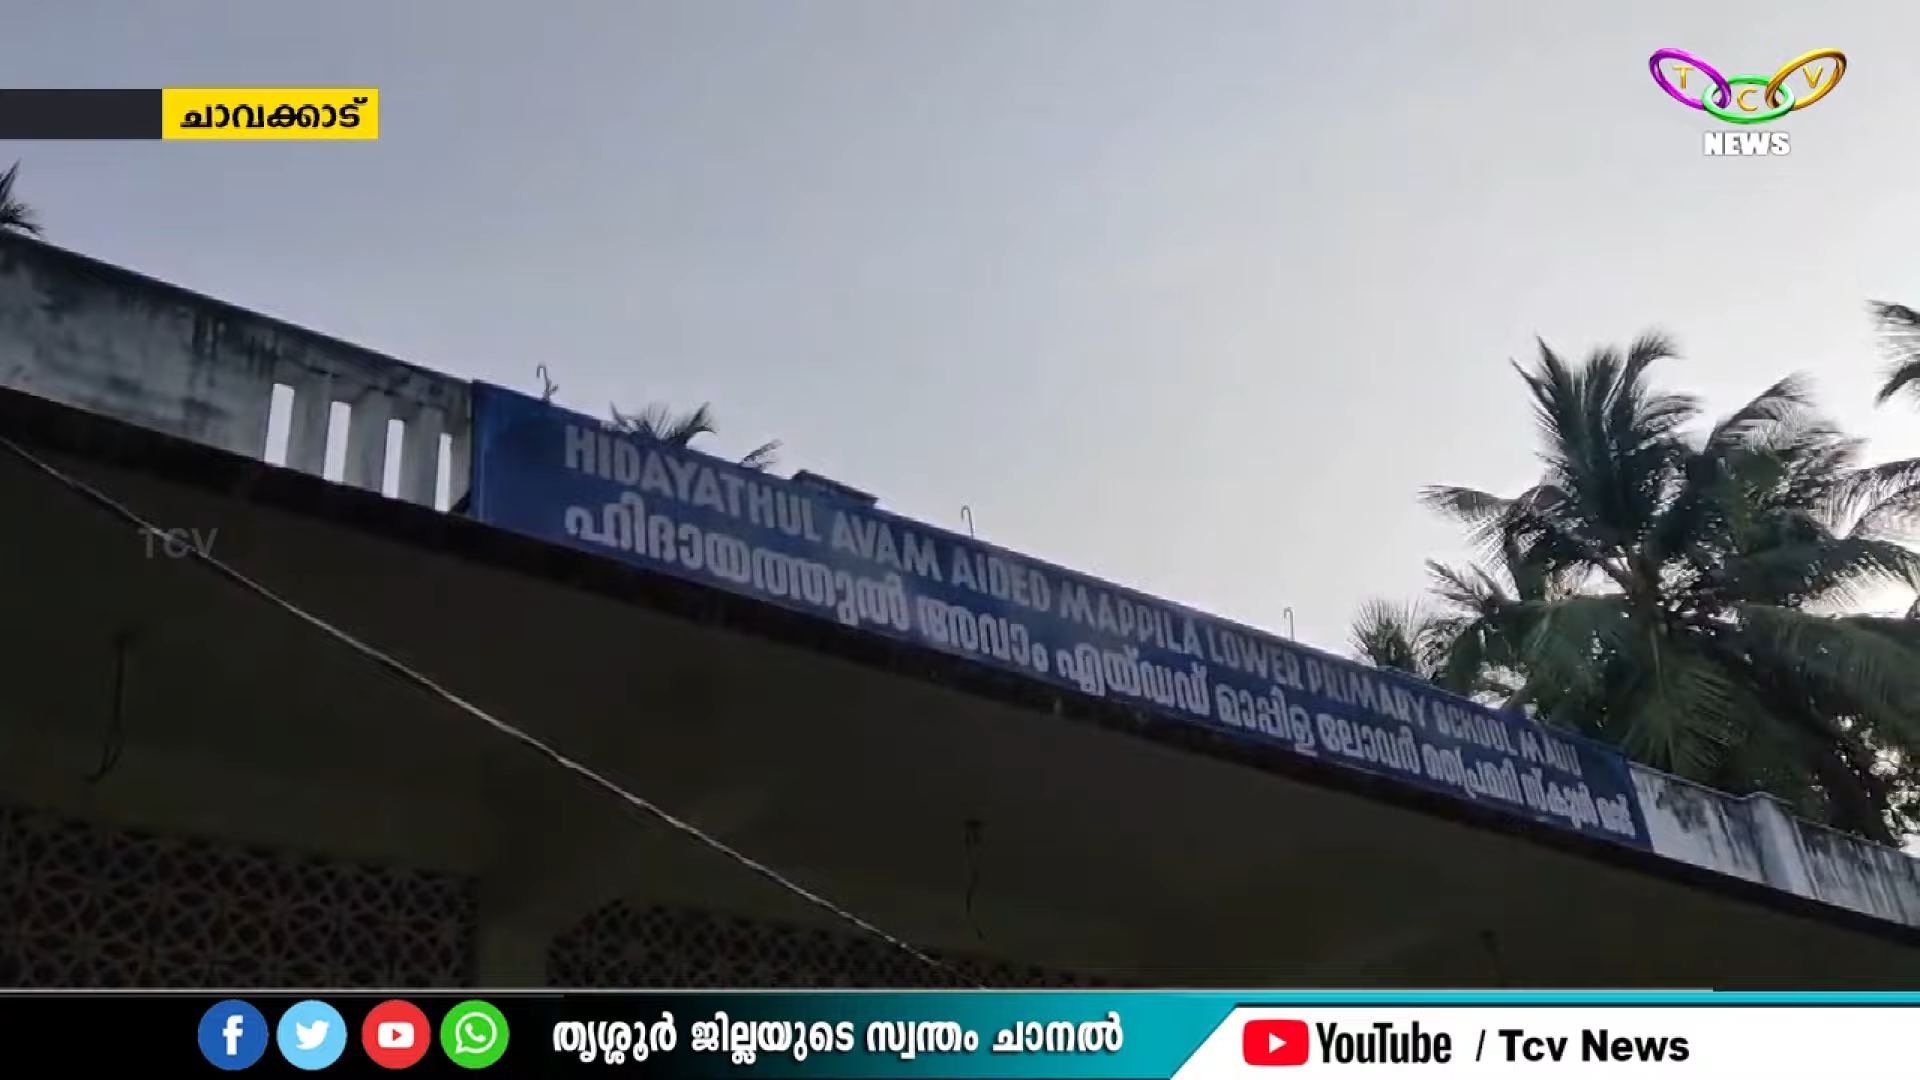 ചാവക്കാട്
T C V
NEWS
HIDAYATHUL AVAM AIDED MAPPILA LOWER PRIMARY SCHOOL
ഹിദായത്തുൽ അവാം എയ്ഡഡ് മാപ്പിള ലോവർ പ്രൈമറി സ്കൂൾ
TCV
തൃശ്ശൂർ ജില്ലയുടെ സ്വന്തം ചാനൽ
YouTube / Tcv News